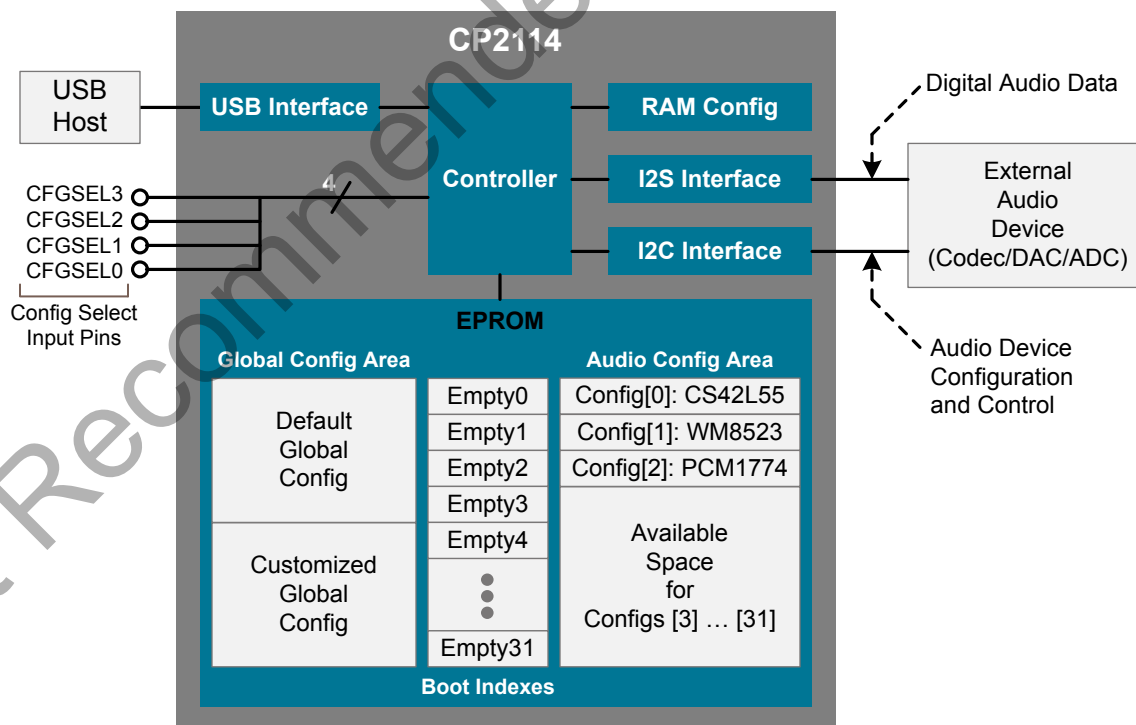 CP2114
USB
Host
USB Interface
Controller
RAM Config
I2S Interface
I2C Interface
Digital Audio Data
External
Audio
Device
(Codec/DAC/ADC)
4
CFGSEL3
CFGSEL2
CFGSEL1
CFGSEL0
Config Select
Input Pins
Audio Device
Configuration
and Control
EPROM
Global Config Area
Default
Global
Config
Customized
Global
Config
Empty0
Empty1
Empty2
Empty3
Empty4
Empty31
Boot Indexes
Audio Config Area
Config[0]: CS42L55
Config[1]: WM8523
Config[2]: PCM1774
Available
Space
for
Configs [3] … [31]
Recommende